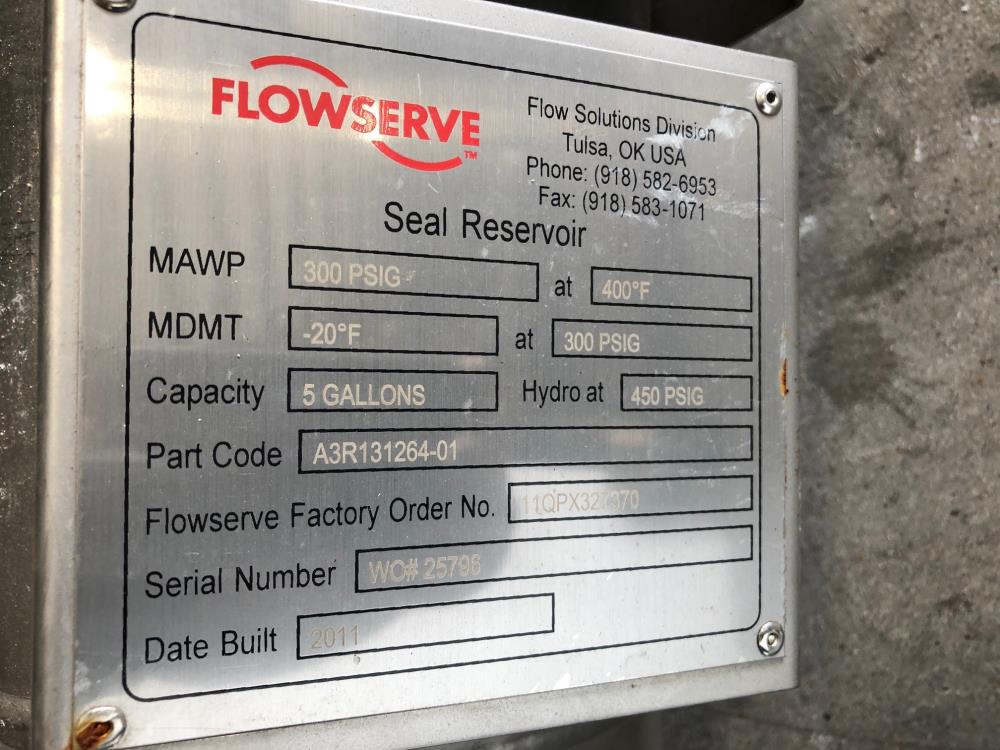 FLOWSERVE™
Flow Solutions Division
Tulsa, OK USA
Phone: (918) 582-6953
Fax: (918) 583-1071
Seal Reservoir
MAWP 300 PSIG at 400°F
MDMT -20°F at 300 PSIG
Capacity 5 GALLONS Hydro at 450 PSIG
Part Code A3R131264-01
Flowserve Factory Order No.
Serial Number WO# 25796
Date Built 2011